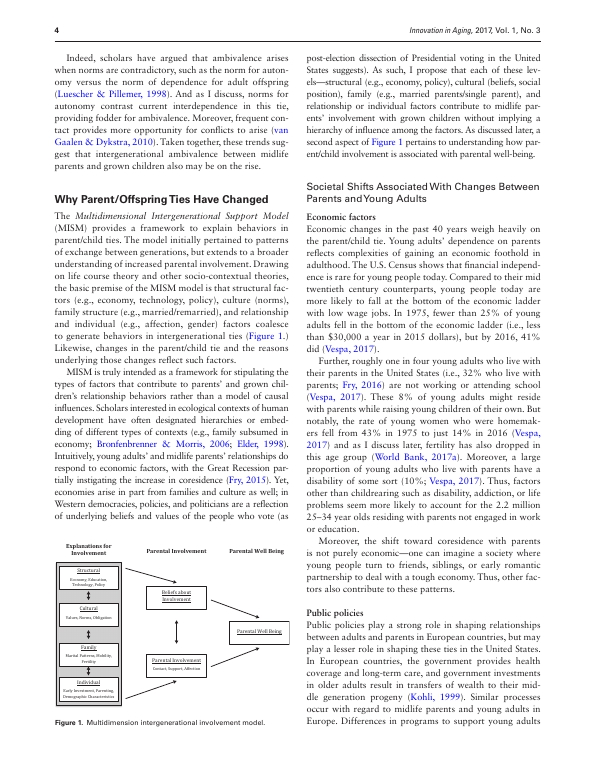 4
Innovation in Aging, 2017, Vol. 1, No. 3
Indeed, scholars have argued that ambivalence arises
when norms are contradictory, such as the norm for auton-
omy versus the norm of dependence for adult offspring
(Luescher & Pillemer, 1998). And as I discuss, norms for
autonomy contrast current interdependence in this tie,
providing fodder for ambivalence. Moreover, frequent con-
tact provides more opportunity for conflicts to arise (van
Gaalen & Dykstra, 2010). Taken together, these trends sug-
gest that intergenerational ambivalence between midlife
parents and grown children also may be on the rise.
Why Parent/Offspring Ties Have Changed
The Multidimensional Intergenerational Support Model
(MISM) provides a framework to explain behaviors in
parent/child ties. The model initially pertained to patterns
of exchange between generations, but extends to a broader
understanding of increased parental involvement. Drawing
on life course theory and other socio-contextual theories,
the basic premise of the MISM model is that structural fac-
tors (e.g., economy, technology, policy), culture (norms),
family structure (e.g., married/remarried), and relationship
and individual (e.g., affection, gender) factors coalesce
to generate behaviors in intergenerational ties (Figure 1.)
Likewise, changes in the parent/child tie and the reasons
underlying those changes reflect such factors.
MISM is truly intended as a framework for stipulating the
types of factors that contribute to parents' and grown chil-
dren's relationship behaviors rather than a model of causal
influences. Scholars interested in ecological contexts of human
development have often designated hierarchies or embed-
ding of different types of contexts (e.g., family subsumed in
economy; Bronfenbrenner & Morris, 2006; Elder, 1998).
Intuitively, young adults' and midlife parents' relationships do
respond to economic factors, with the Great Recession par-
tially instigating the increase in coresidence (Fry, 2015). Yet,
economies arise in part from families and culture as well; in
Western democracies, policies, and politicians are a reflection
of underlying beliefs and values of the people who vote (as
Explanations for
Involvement
Parental Involvement
Parental Well Being
Structural
Economy, Education,
Technology, Policy
Cultural
Values, Norms, Obligation
Family
Marital Patterns, Mobility,
Fertility
Individual
Early Investment, Parenting,
Demographic Characteristics
Beliefs about
Involvement
Parental Involvement
Contact, Support, Affection
Parental Well Being
Figure 1. Multidimension intergenerational involvement model.
post-election dissection of Presidential voting in the United
States suggests). As such, I propose that each of these lev-
els—structural (e.g., economy, policy), cultural (beliefs, social
position), family (e.g., married parents/single parent), and
relationship or individual factors contribute to midlife par-
ents' involvement with grown children without implying a
hierarchy of influence among the factors. As discussed later, a
second aspect of Figure 1 pertains to understanding how par-
ent/child involvement is associated with parental well-being.
Societal Shifts Associated With Changes Between
Parents and Young Adults
Economic factors
Economic changes in the past 40 years weigh heavily on
the parent/child tie. Young adults' dependence on parents
reflects complexities of gaining an economic foothold in
adulthood. The U.S. Census shows that financial independ-
ence is rare for young people today. Compared to their mid
twentieth century counterparts, young people today are
more likely to fall at the bottom of the economic ladder
with low wage jobs. In 1975, fewer than 25% of young
adults fell in the bottom of the economic ladder (i.e., less
than $30,000 a year in 2015 dollars), but by 2016, 41%
did (Vespa, 2017).
Further, roughly one in four young adults who live with
their parents in the United States (i.e., 32% who live with
parents; Fry, 2016) are not working or attending school
(Vespa, 2017). These 8% of young adults might reside
with parents while raising young children of their own. But
notably, the rate of young women who were homemak-
ers fell from 43% in 1975 to just 14% in 2016 (Vespa,
2017) and as I discuss later, fertility has also dropped in
this age group (World Bank, 2017a). Moreover, a large
proportion of young adults who live with parents have a
disability of some sort (10%; Vespa, 2017). Thus, factors
other than childrearing such as disability, addiction, or life
problems seem more likely to account for the 2.2 million
25–34 year olds residing with parents not engaged in work
or education.
Moreover, the shift toward coresidence with parents
is not purely economic—one can imagine a society where
young people turn to friends, siblings, or early romantic
partnership to deal with a tough economy. Thus, other fac-
tors also contribute to these patterns.
Public policies
Public policies play a strong role in shaping relationships
between adults and parents in European countries, but may
play a lesser role in shaping these ties in the United States.
In European countries, the government provides health
coverage and long-term care, and government investments
in older adults result in transfers of wealth to their mid-
dle generation progeny (Kohli, 1999). Similar processes
occur with regard to midlife parents and young adults in
Europe. Differences in programs to support young adults